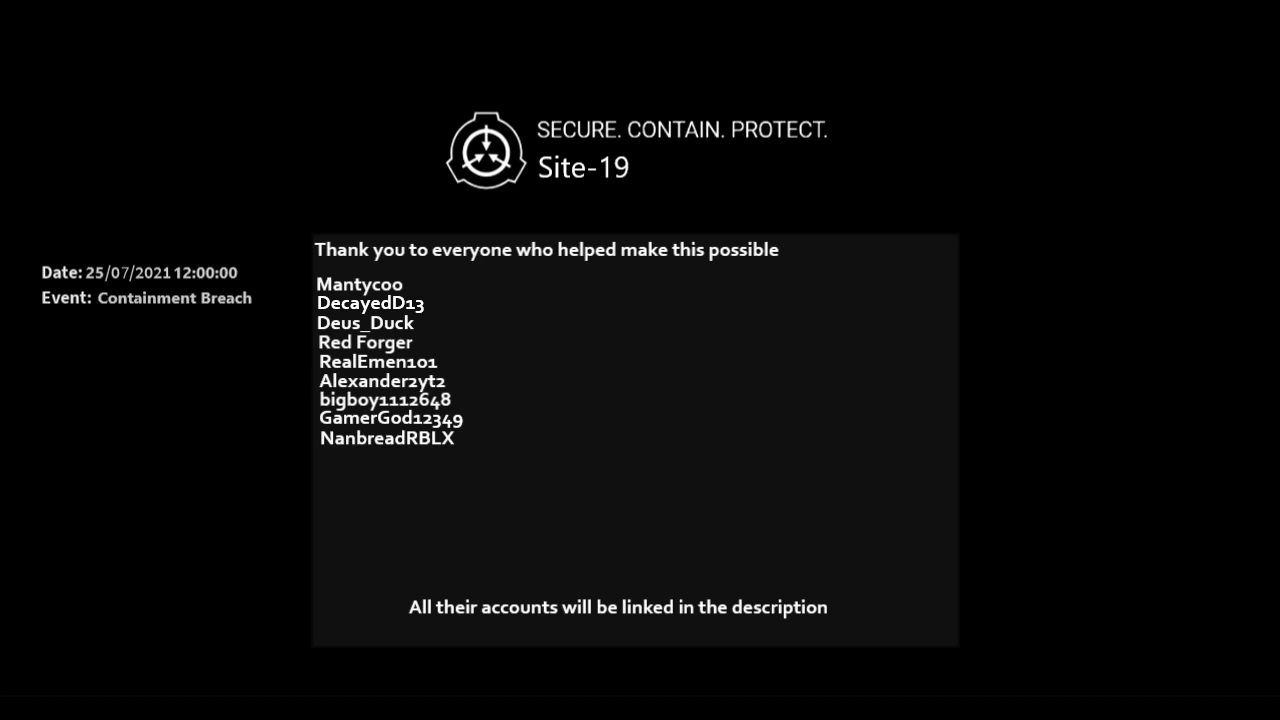 SECURE. CONTAIN. PROTECT.
Site-19
Date: 25/07/2021 12:00:00
Event: Containment Breach
Thank you to everyone who helped make this possible
Mantycoo
DecayedD13
Deus_Duck
Red Forger
RealEmen101
Alexander2yt2
bigboy1112648
GamerGod12349
NanbreadRBLX
All their accounts will be linked in the description